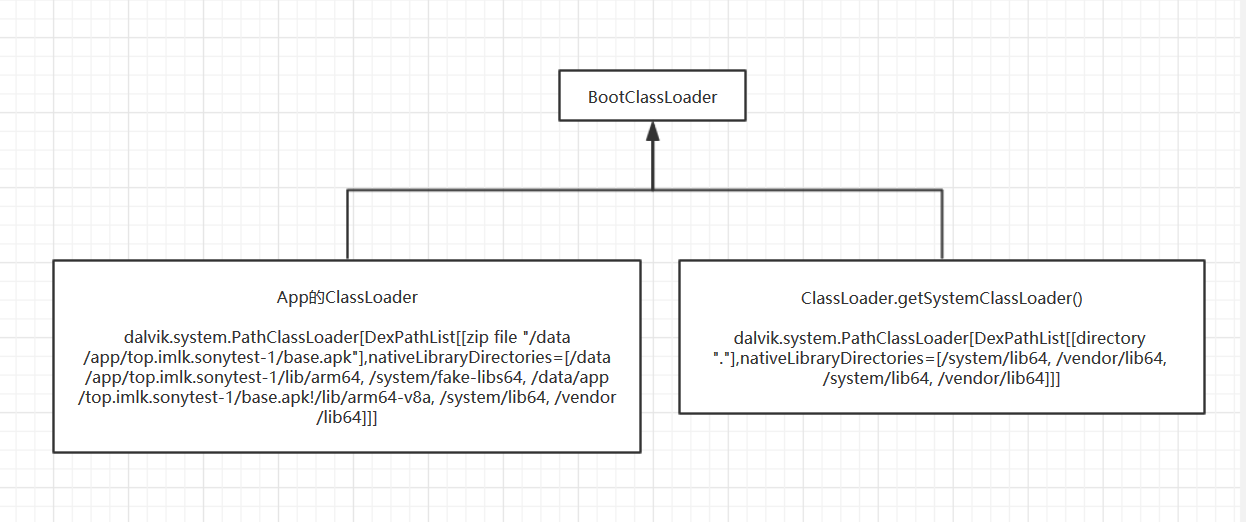 BootClassLoader
App的ClassLoader
dalvik.system.PathClassLoader[DexPathList[[zip file "/data
/app/top.imlk.sonytest-1/base.apk"],nativeLibraryDirectories=[/data
/app/top.imlk.sonytest-1/lib/arm64, /system/fake-libs64, /data/app
/top.imlk.sonytest-1/base.apk!/lib/arm64-v8a, /system/lib64, /vendor
/lib64]]]
ClassLoader.getSystemClassLoader()
dalvik.system.PathClassLoader[DexPathList[[directory
"."],nativeLibraryDirectories=[/system/lib64, /vendor/lib64,
/system/lib64, /vendor/lib64]]]